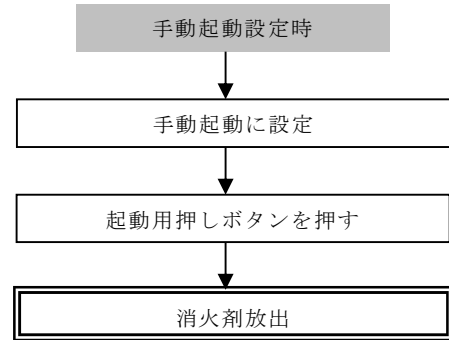 手動起動設定時
手動起動に設定
起動用押しボタンを押す
消火剤放出